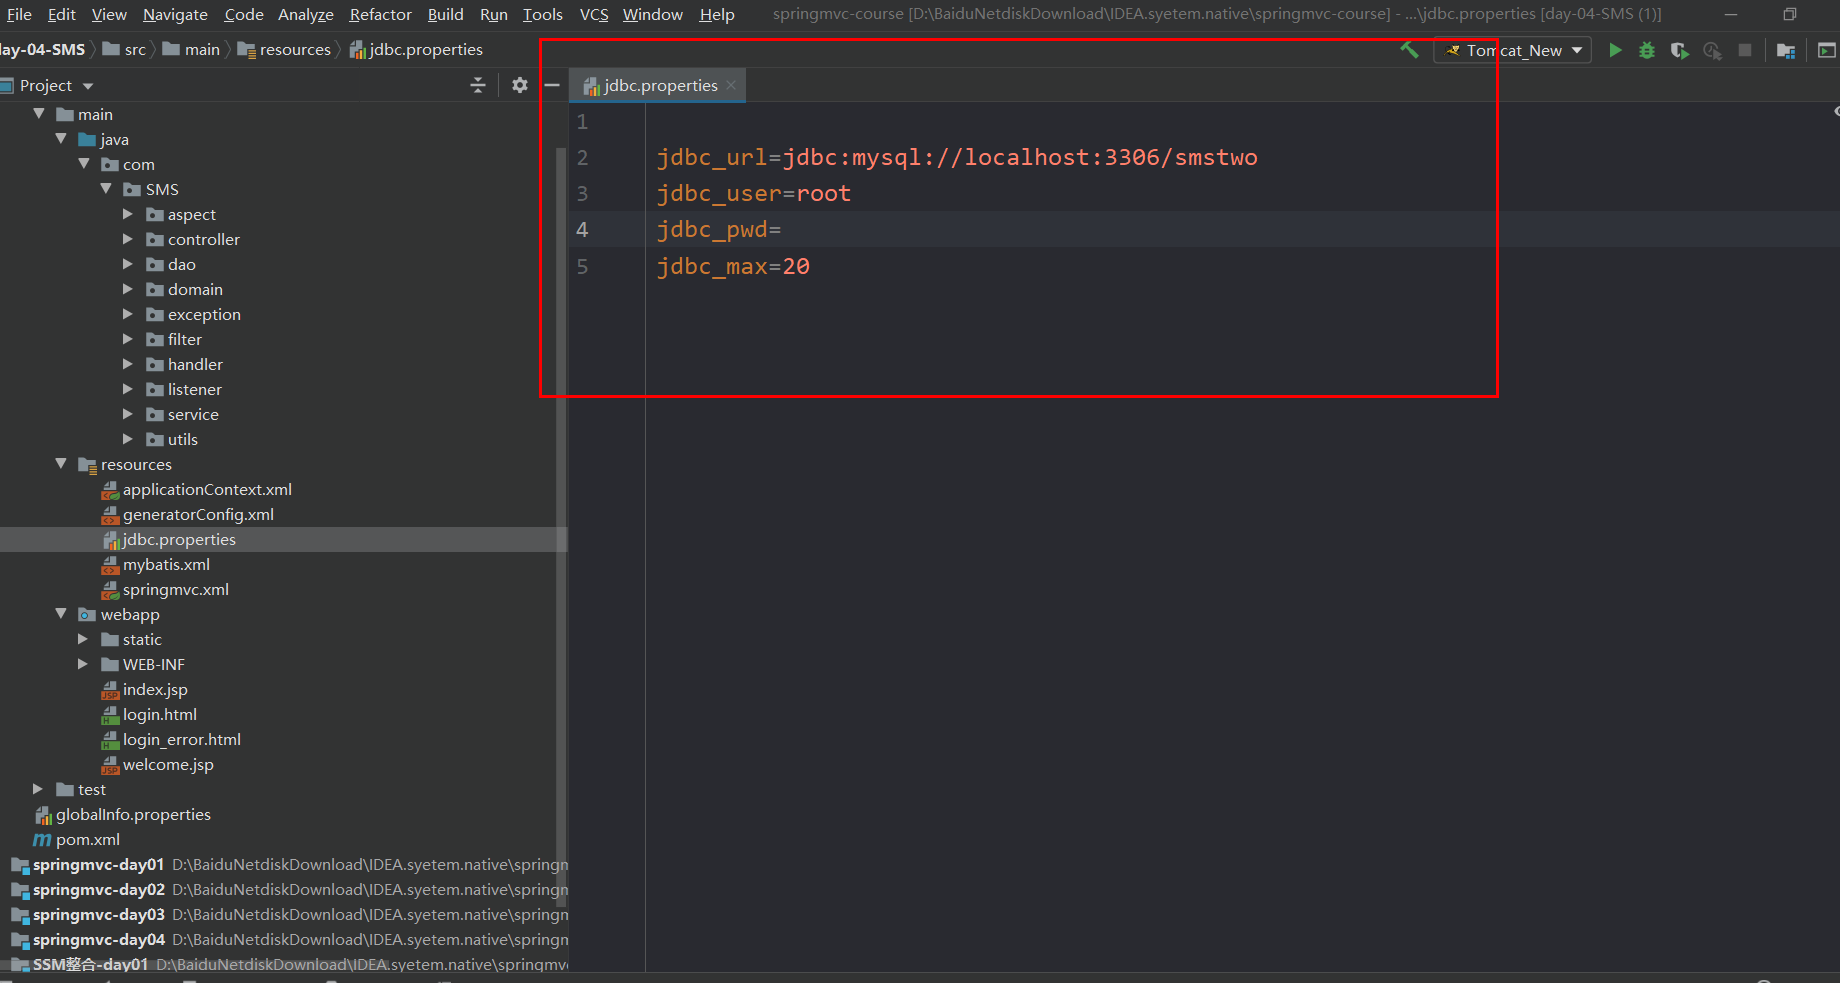 File Edit View Navigate Code Analyze Refactor Build Run Tools VCS Window Help springmvc-course [D:\BaiduNetdiskDownload\IDEA.syetem.native\springmvc-course] - ...\jdbc.properties [day-04-SMS (1)]
lay-04-SMS src main resources jdbc.properties Tomcat_New
Project jdbc.properties
main
java
com
SMS
aspect
controller
dao
domain
exception
filter
handler
listener
service
utils
resources
applicationContext.xml
generatorConfig.xml
jdbc.properties
mybatis.xml
springmvc.xml
webapp
static
WEB-INF
index.jsp
login.html
login_error.html
welcome.jsp
test
globalInfo.properties
pom.xml
springmvc-day01 D:\BaiduNetdiskDownload\IDEA.syetem.native\springm
springmvc-day02 D:\BaiduNetdiskDownload\IDEA.syetem.native\springm
springmvc-day03 D:\BaiduNetdiskDownload\IDEA.syetem.native\springm
springmvc-day04 D:\BaiduNetdiskDownload\IDEA.syetem.native\springm
SSM整合-day01 D:\BaiduNetdiskDownload\IDEA.syetem.native\springmv
1
2 jdbc_url=jdbc:mysql://localhost:3306/smstwo
3 jdbc_user=root
4 jdbc_pwd=
5 jdbc_max=20